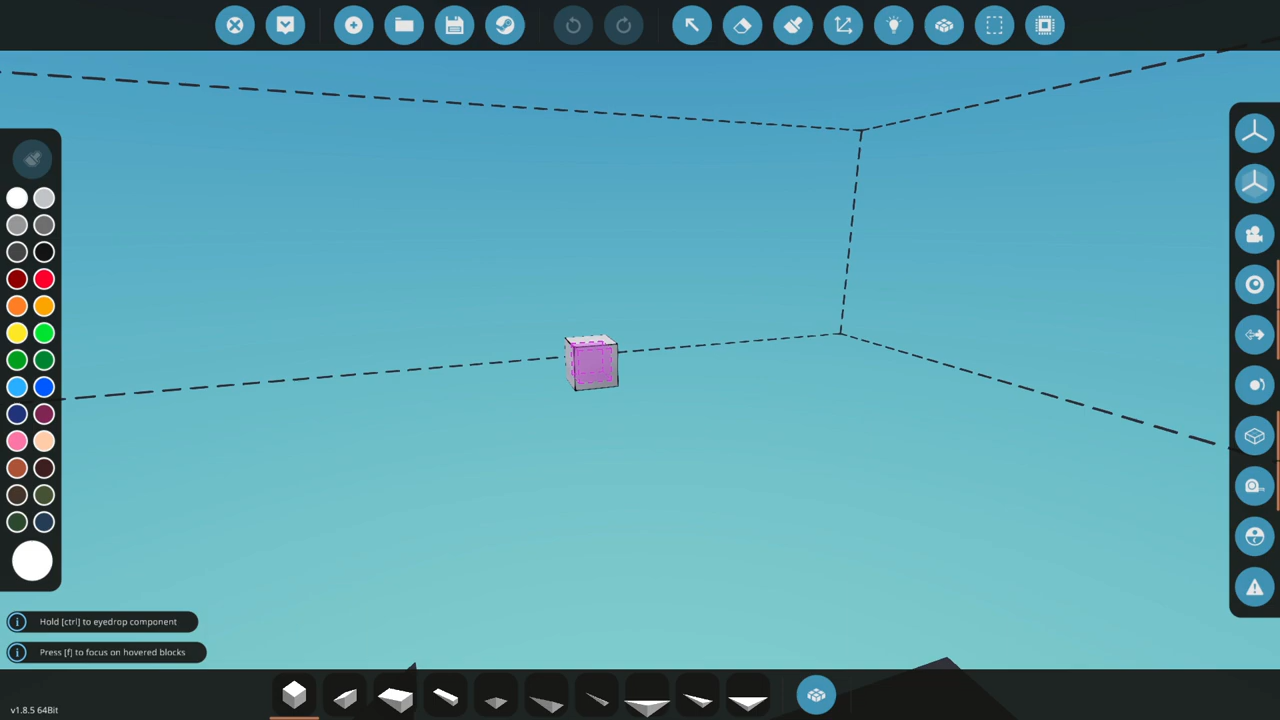 Hold [ctrl] to eyedrop component
Press [f] to focus on hovered blocks
v1.8.5 64Bit